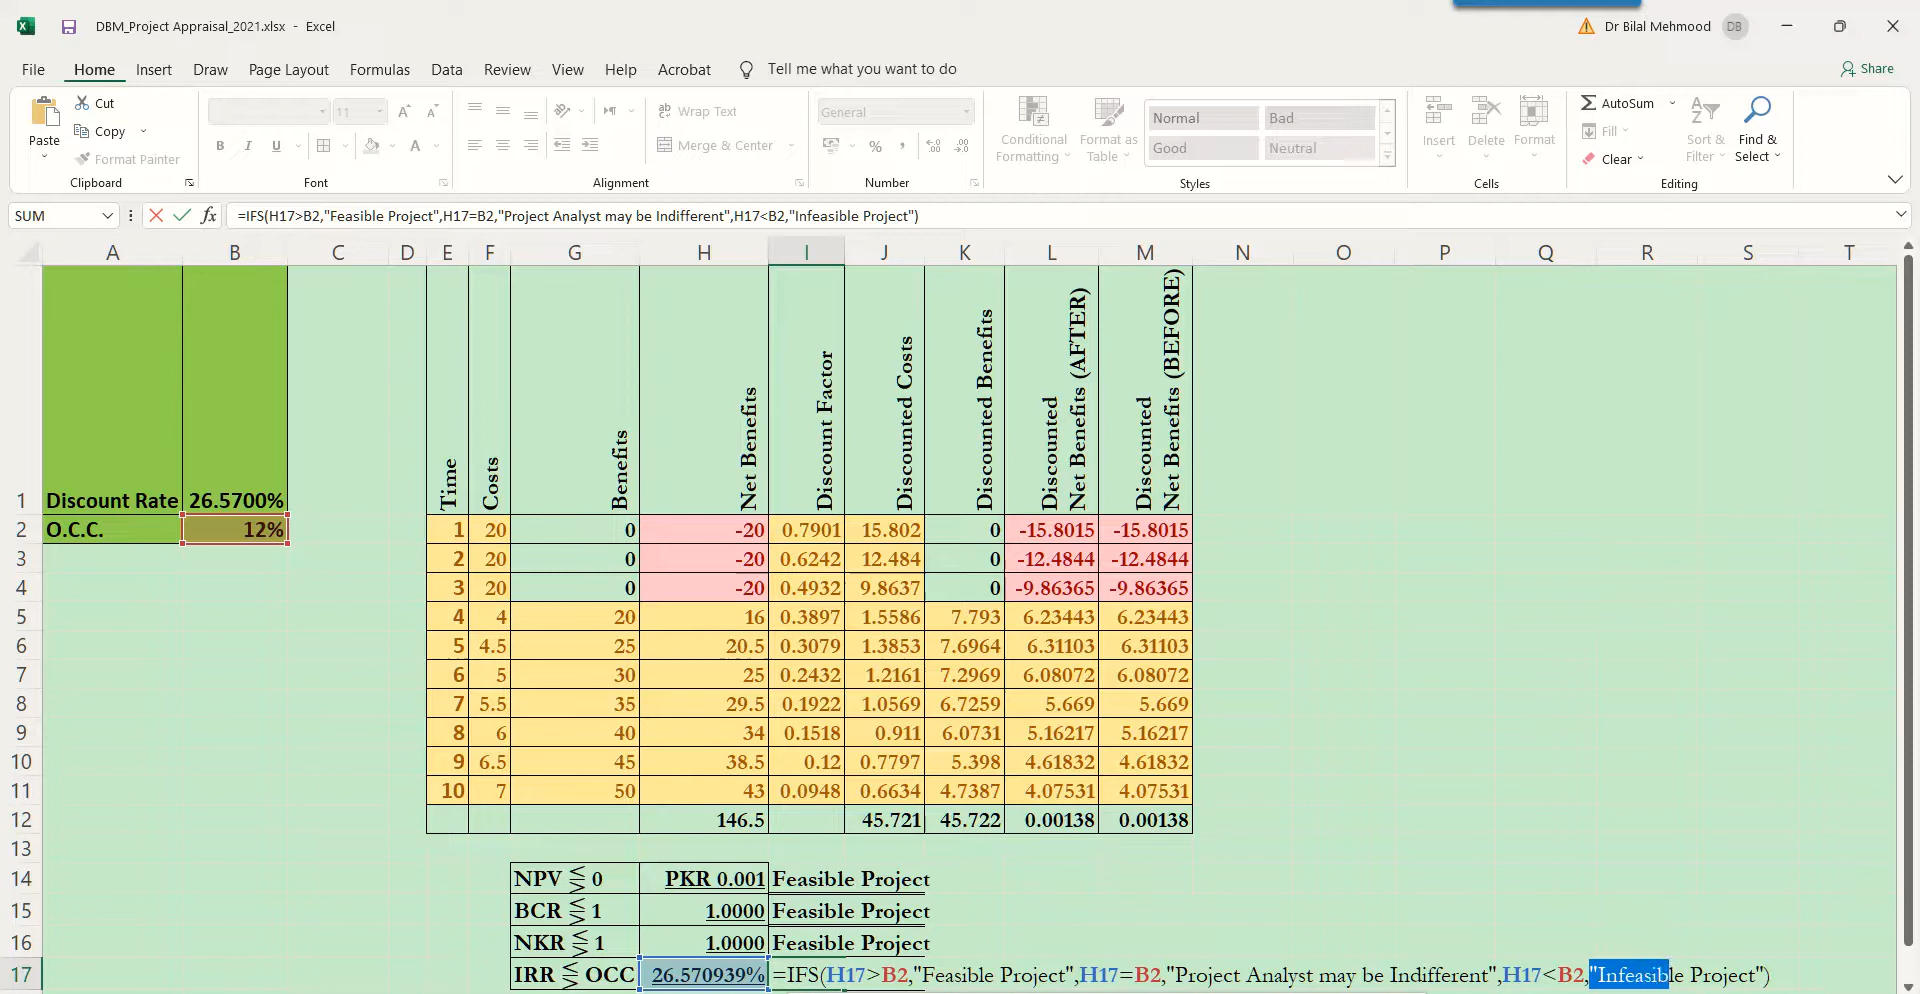 DBM_Project Appraisal_2021.xlsx - Excel
Dr Bilal Mehmood DB
File Home Insert Draw Page Layout Formulas Data Review View Help Acrobat Tell me what you want to do Share
Paste Cut
Copy
Format Painter
11
Wrap Text
Merge & Center
General
Conditional Formatting
Format as Table
Normal Bad
Good Neutral
Insert Delete Format
AutoSum
Fill
Clear
Sort & Filter
Find & Select
Clipboard Font Alignment Number Styles Cells Editing
SUM fx =IFS(H17>B2,"Feasible Project",H17=B2,"Project Analyst may be Indifferent",H17<B2,"Infeasible Project")
A B C D E F G H I J K L M N O P Q R S T
1 Discount Rate 26.5700% Time Costs Benefits Net Benefits Discount Factor Discounted Costs Discounted Benefits Discounted Net Benefits (AFTER) Discounted Net Benefits (BEFORE)
2 O.C.C. 12% 1 20 0 -20 0.7901 15.802 0 -15.8015 -15.8015
3 2 20 0 -20 0.6242 12.484 0 -12.4844 -12.4844
4 3 20 0 -20 0.4932 9.8637 0 -9.86365 -9.86365
5 4 4 20 16 0.3897 1.5586 7.793 6.23443 6.23443
6 5 4.5 25 20.5 0.3079 1.3853 7.6964 6.31103 6.31103
7 6 5 30 25 0.2432 1.2161 7.2969 6.08072 6.08072
8 7 5.5 35 29.5 0.1922 1.0569 6.7259 5.669 5.669
9 8 6 40 34 0.1518 0.911 6.0731 5.16217 5.16217
10 9 6.5 45 38.5 0.12 0.7797 5.398 4.61832 4.61832
11 10 7 50 43 0.0948 0.6634 4.7387 4.07531 4.07531
12 146.5 45.721 45.722 0.00138 0.00138
13
14 NPV ⋚ 0 PKR 0.001 Feasible Project
15 BCR ⋚ 1 1.0000 Feasible Project
16 NKR ⋚ 1 1.0000 Feasible Project
17 IRR ⋚ OCC 26.570939% =IFS(H17>B2,"Feasible Project",H17=B2,"Project Analyst may be Indifferent",H17<B2,"Infeasible Project")